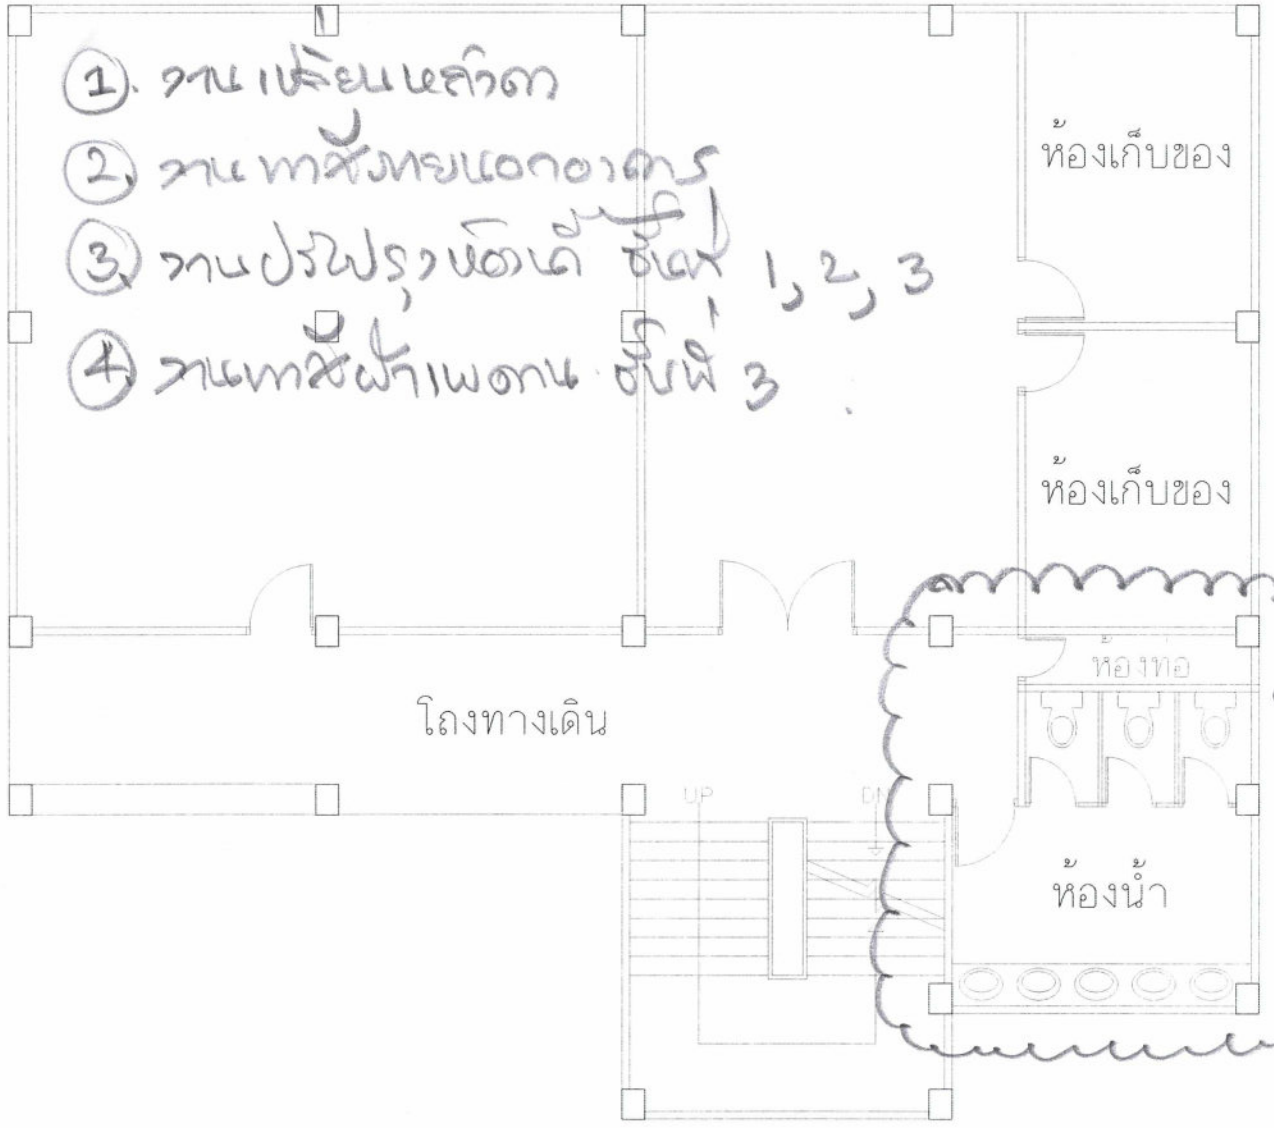 1. งานเปลี่ยนหลังคา
2. งานทาสีภายนอกอาคาร
3. งานปรับปรุงห้องน้ำ ชั้นที่ 1, 2, 3
4. งานทาสีฝ้าเพดาน ชั้นที่ 3
ห้องเก็บของ
ห้องเก็บของ
ห้องท่อ
โถงทางเดิน
UP
DN
ห้องน้ำ